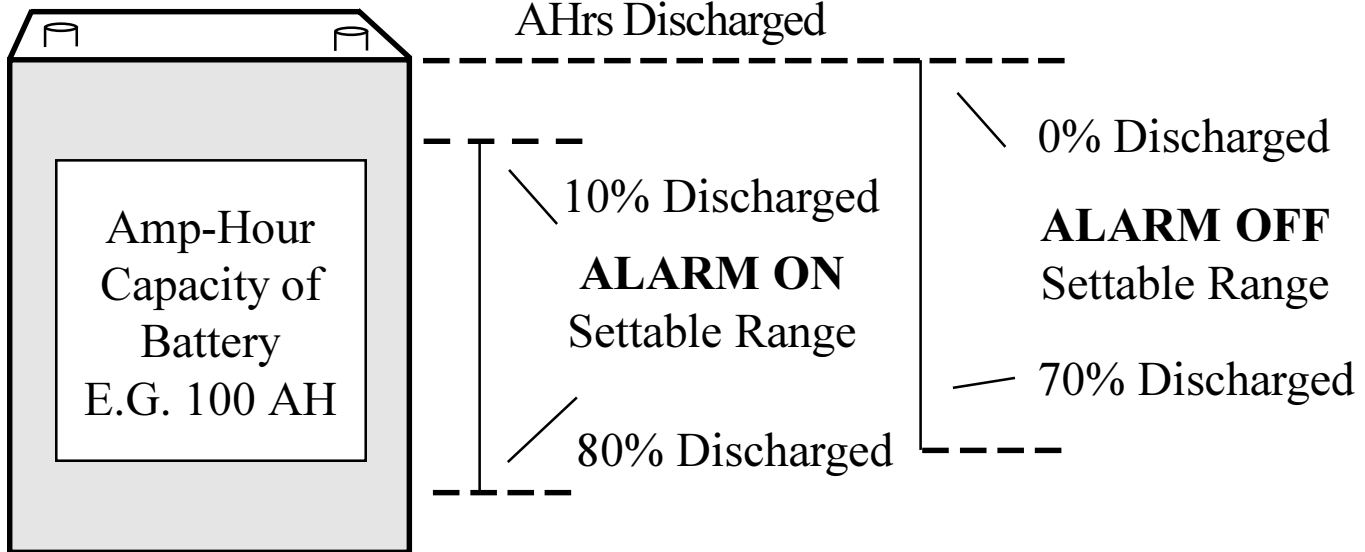 AHrs Discharged
0% Discharged
10% Discharged
ALARM OFF
Amp-Hour
ALARM ON
Settable Range
Capacity of
Settable Range
Battery
70% Discharged
E.G. 100 AH
80% Discharged